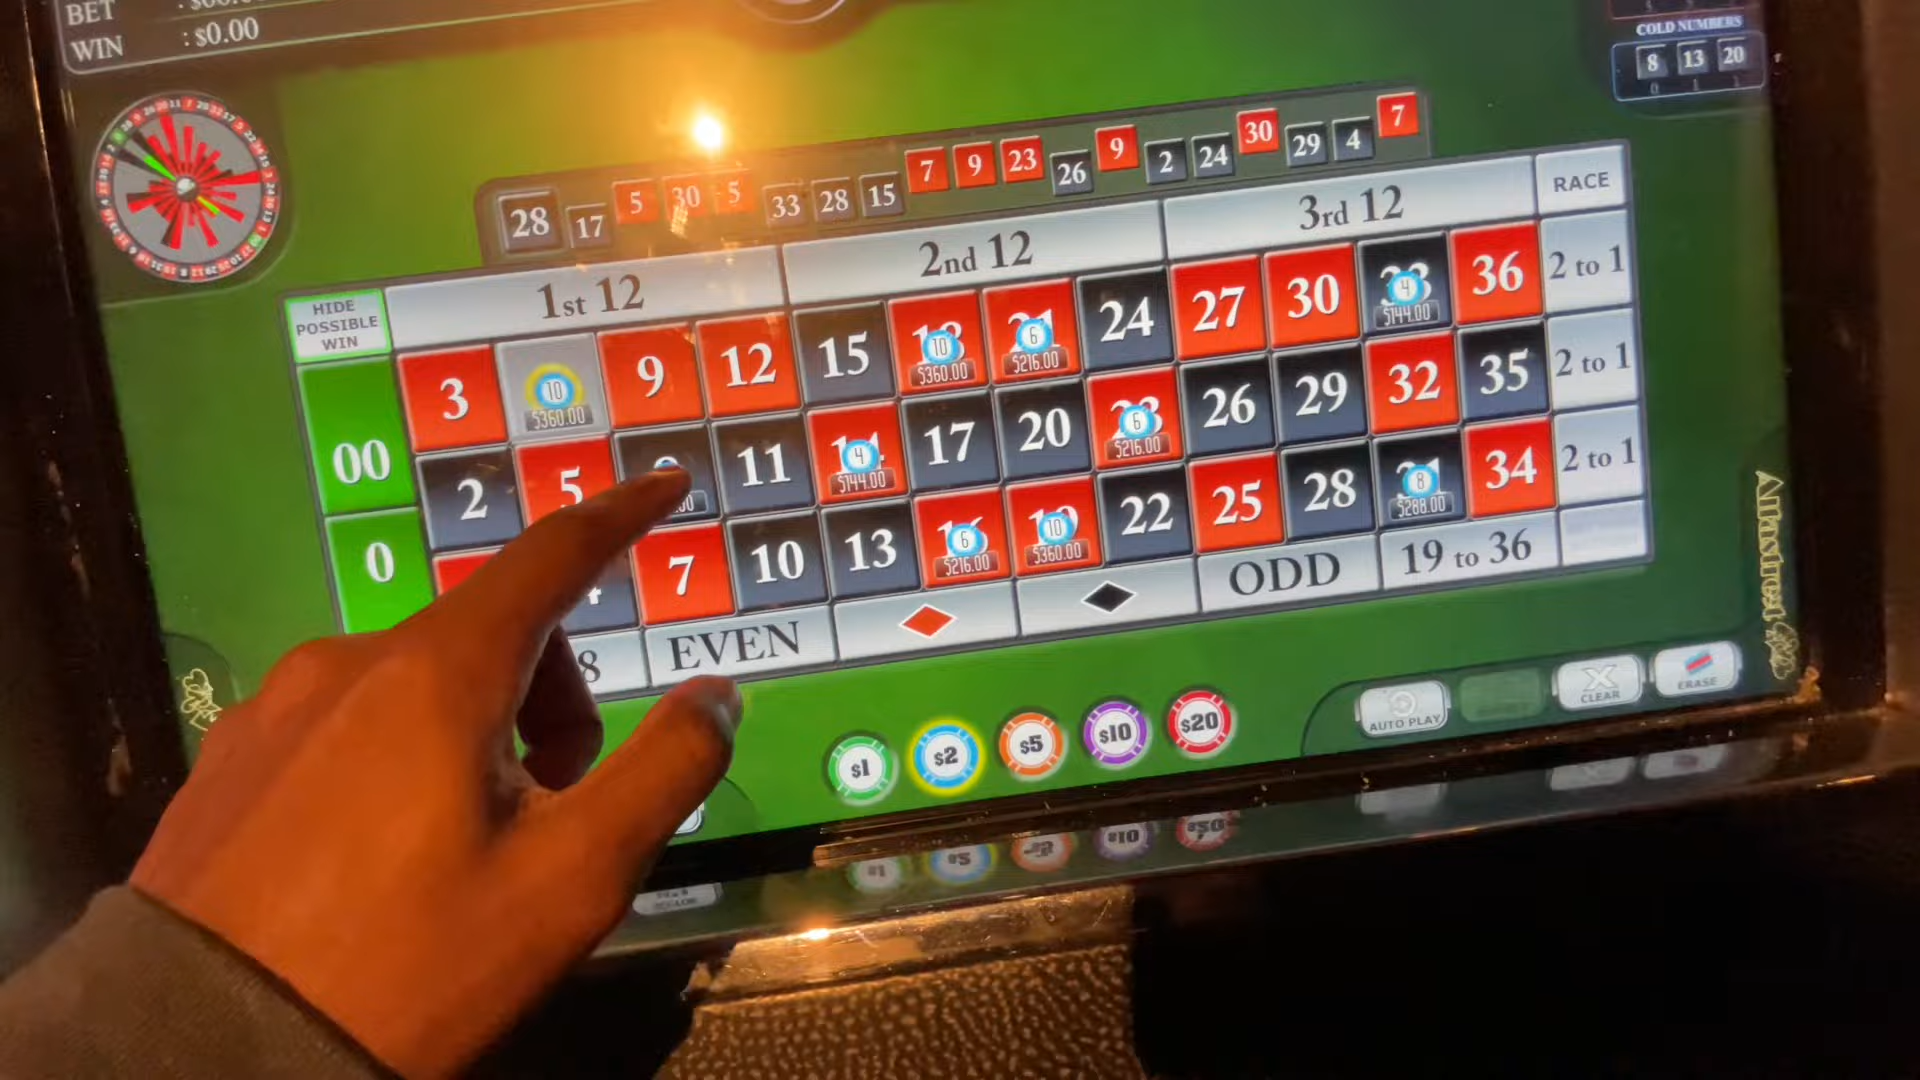 BET
WIN : $0.00
COLD NUMBERS
8 13 20
0 1 1
28 17 5 30 5 33 28 15 7 9 23 26 9 2 24 30 29 4 7
HIDE
POSSIBLE
WIN
1st 12 2nd 12 3rd 12 RACE
3 10 $360.00 9 12 15 10 $360.00 6 $216.00 24 27 30 4 $144.00 36 2 to 1
00 2 5 11 14 4 $144.00 17 20 6 $216.00 26 29 32 35 2 to 1
0 7 10 13 6 $216.00 10 $360.00 22 25 28 8 $288.00 34 2 to 1
8 EVEN ODD 19 to 36
$1 $2 $5 $10 $20
AUTO PLAY CLEAR ERASE
Alfastreet